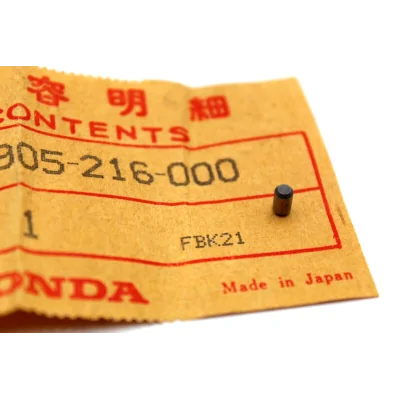 容明細
CONTENTS
905-216-000
1
FBK21
ONDA
Made in Japan